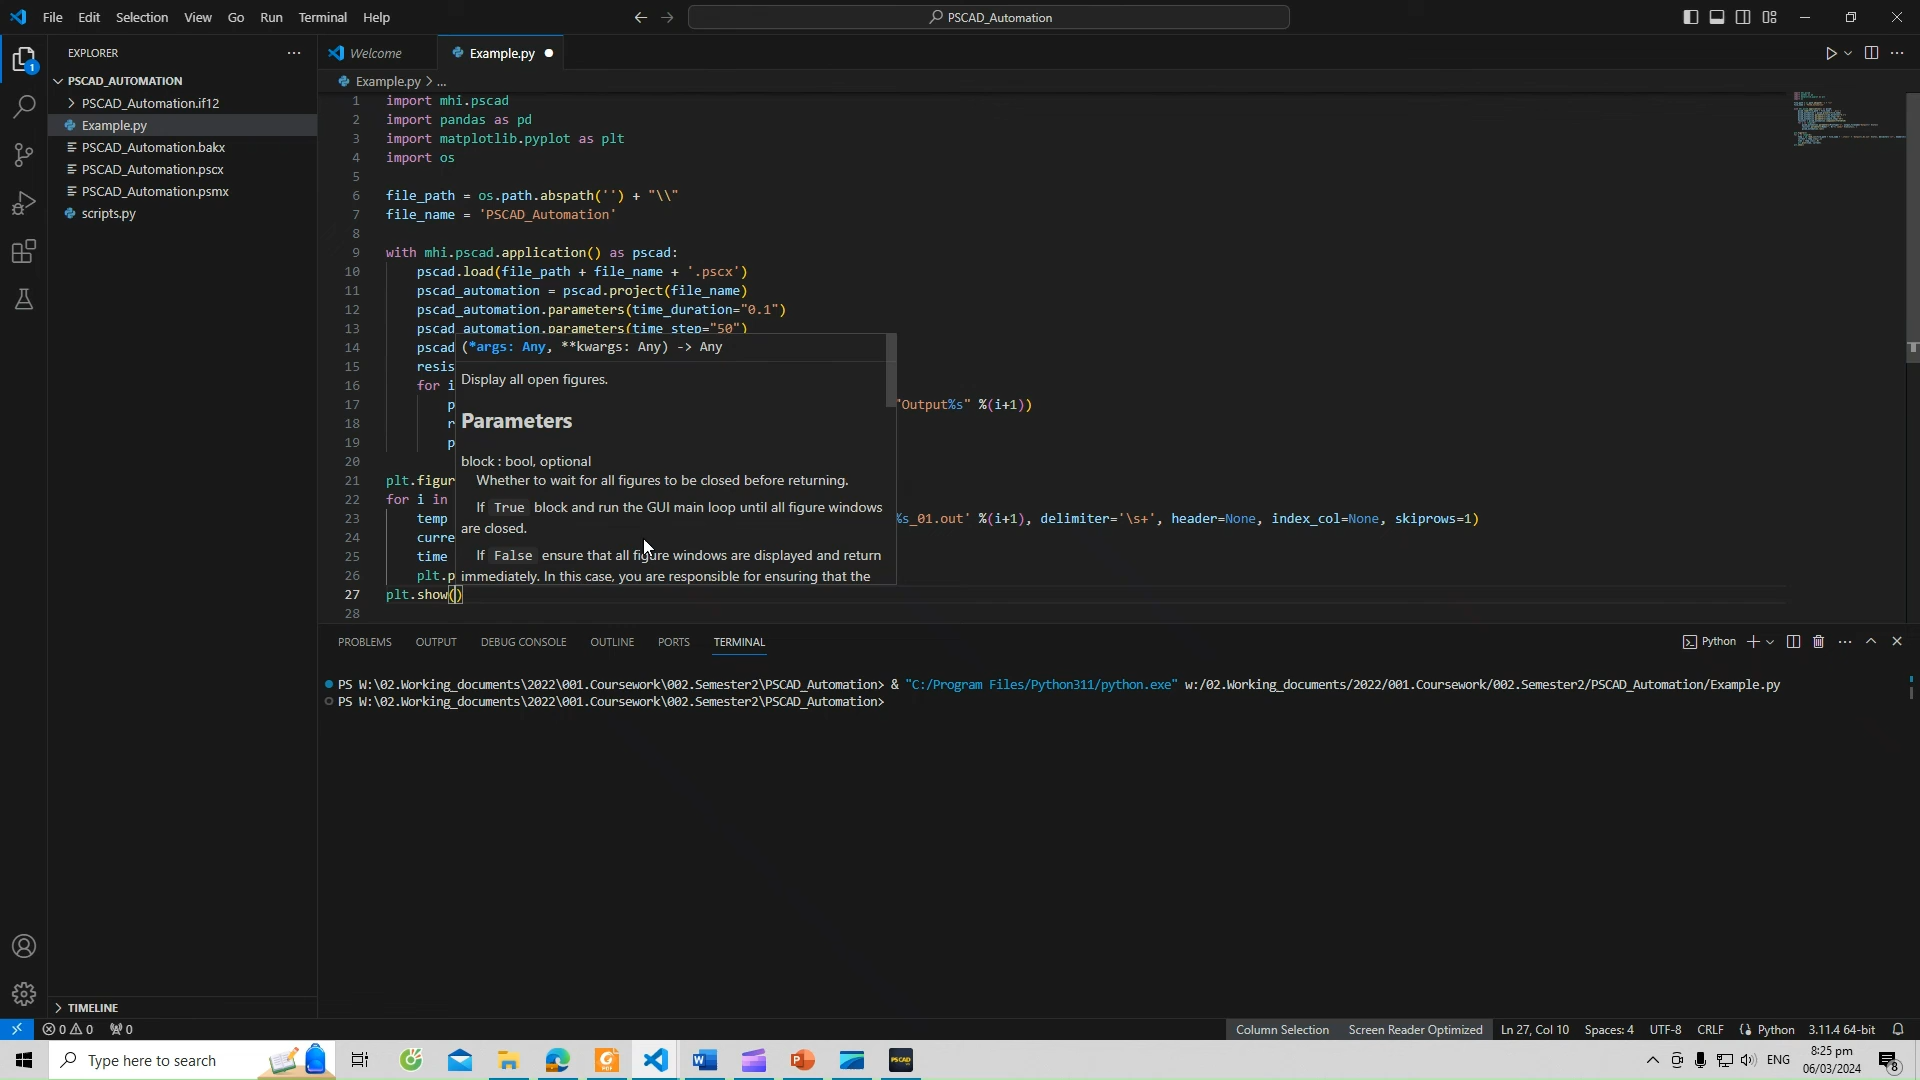 File Edit Selection View Go Run Terminal Help
PSCAD_Automation
EXPLORER
PSCAD_AUTOMATION
PSCAD_Automation.if12
Example.py
PSCAD_Automation.bakx
PSCAD_Automation.pscx
PSCAD_Automation.psmx
scripts.py
TIMELINE
Welcome Example.py
Example.py > ...
1 import mhi.pscad
2 import pandas as pd
3 import matplotlib.pyplot as plt
4 import os
5
6 file_path = os.path.abspath('') + "\\"
7 file_name = 'PSCAD_Automation'
8
9 with mhi.pscad.application() as pscad:
10 pscad.load(file_path + file_name + '.pscx')
11 pscad_automation = pscad.project(file_name)
12 pscad_automation.parameters(time_duration="0.1")
13 pscad_automation.parameters(time_step="50")
14 pscad
15 resis
16 for i
17 p "Output%s" %(i+1))
18 r
19 p
20
21 plt.figur
22 for i in
23 temp %s_01.out' %(i+1), delimiter='\s+', header=None, index_col=None, skiprows=1)
24 curre
25 time
26 plt.p
27 plt.show()
28
(*args: Any, **kwargs: Any) -> Any
Display all open figures.
Parameters
block : bool, optional
Whether to wait for all figures to be closed before returning.
If True block and run the GUI main loop until all figure windows
are closed.
If False ensure that all figure windows are displayed and return
immediately. In this case, you are responsible for ensuring that the
PROBLEMS OUTPUT DEBUG CONSOLE OUTLINE PORTS TERMINAL
Python
PS W:\02.Working_documents\2022\001.Coursework\002.Semester2\PSCAD_Automation> & "C:/Program Files/Python311/python.exe" w:/02.Working_documents/2022/001.Coursework/002.Semester2/PSCAD_Automation/Example.py
PS W:\02.Working_documents\2022\001.Coursework\002.Semester2\PSCAD_Automation>
0 0 0
Column Selection Screen Reader Optimized Ln 27, Col 10 Spaces: 4 UTF-8 CRLF Python 3.11.4 64-bit
Type here to search
PSCAD
ENG
8:25 pm
06/03/2024
8